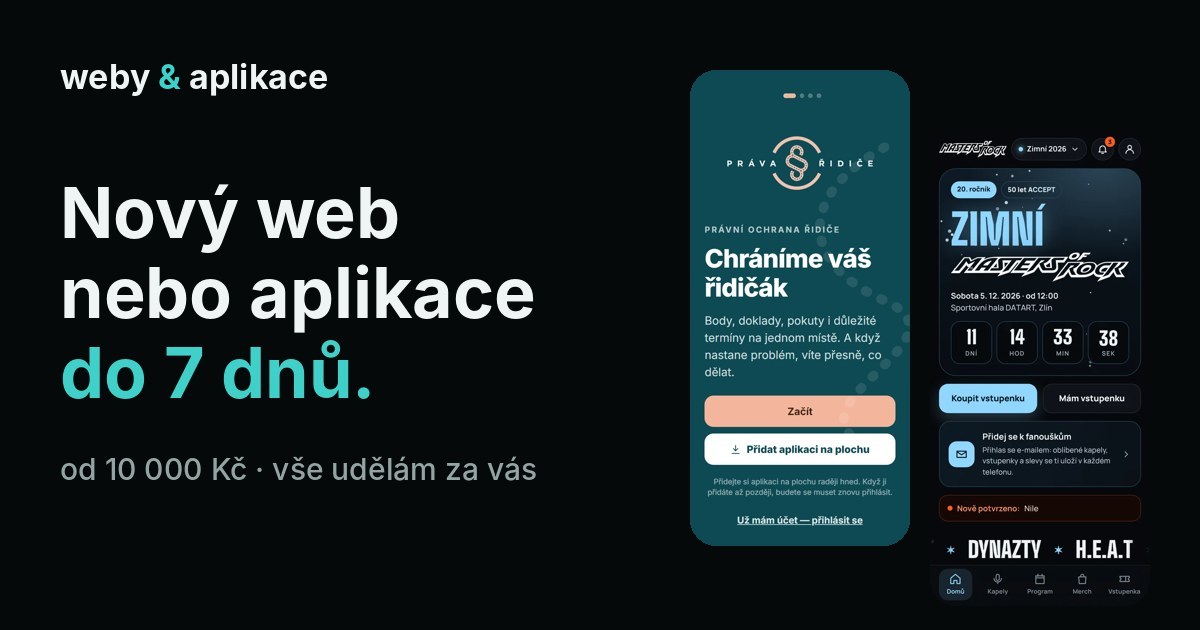 weby & aplikace
Nový web
nebo aplikace
do 7 dnů.
od 10 000 Kč · vše udělám za vás
PRÁVA ŘIDIČE
PRÁVNÍ OCHRANA ŘIDIČE
Chráníme váš
řidičák
Body, doklady, pokuty i důležité
termíny na jednom místě. A když
nastane problém, víte přesně, co
dělat.
Začít
Přidat aplikaci na plochu
Přidejte si aplikaci na plochu raději hned. Když ji
přidáte až později, budete se muset znovu přihlásit.
Už mám účet — přihlásit se
MASTERS OF ROCK
Zimní 2026
3
20. ročník
50 let ACCEPT
ZIMNÍ
MASTERS OF ROCK
Sobota 5. 12. 2026 · od 12:00
Sportovní hala DATART, Zlín
11 14 33 38
DNÍ HOD MIN SEK
Koupit vstupenku Mám vstupenku
Přidej se k fanouškům
Přihlas se e-mailem: oblíbené kapely,
vstupenky a slevy se ti uloží v každém
telefonu.
Nově potvrzeno: Nile
DYNAZTY H.E.A.T
Domů Kapely Program Merch Vstupenka